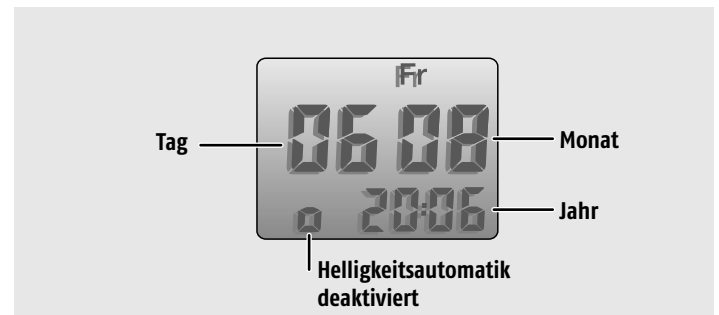 Fr
Tag
06 08
Monat
o 20:06
Jahr
Helligkeitsautomatik
deaktiviert